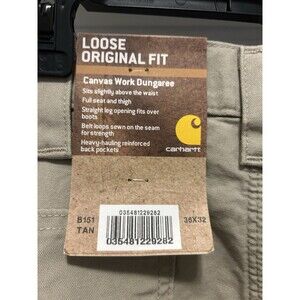 LOOSE
ORIGINAL FIT
Canvas Work Dungaree
Sits slightly above the waist
Full seat and thigh
Straight leg opening fits over
boots
Belt loops sewn on the seam
for strength
Heavy-hauling reinforced
back pockets
carhartt
B151
TAN
035481229282
36X32
035481229282